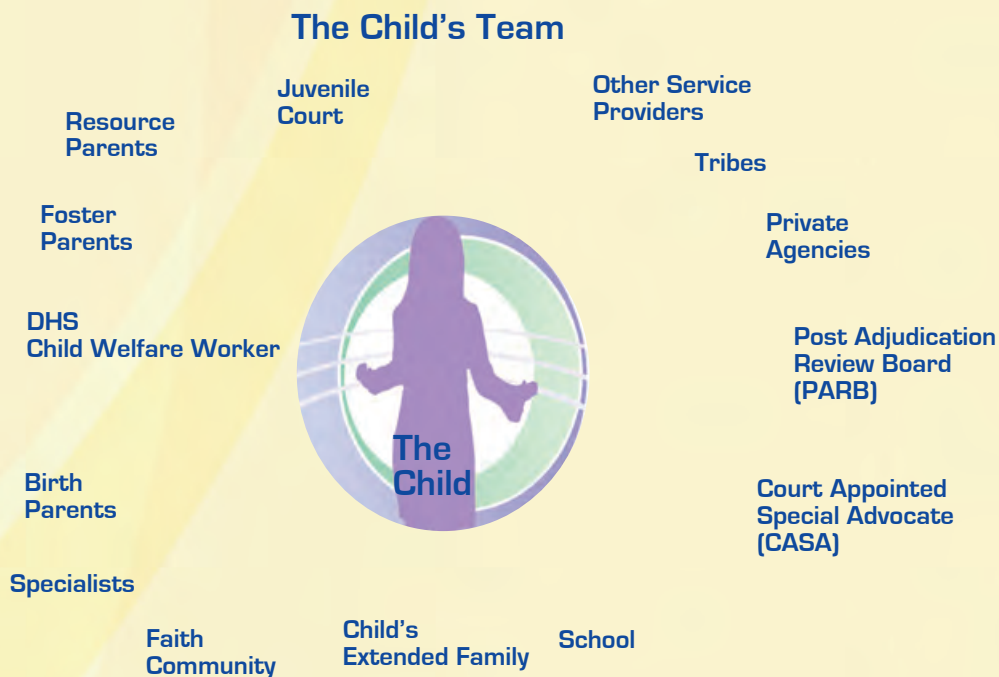 The Child’s Team
Juvenile
Court
Other Service
Providers
Resource
Parents
Tribes
Foster
Parents
Private
Agencies
DHS
Child Welfare Worker
Post Adjudication
Review Board
(PARB)
The
Child
Birth
Parents
Court Appointed
Special Advocate
(CASA)
Specialists
Faith
Community
Child’s
Extended Family
School